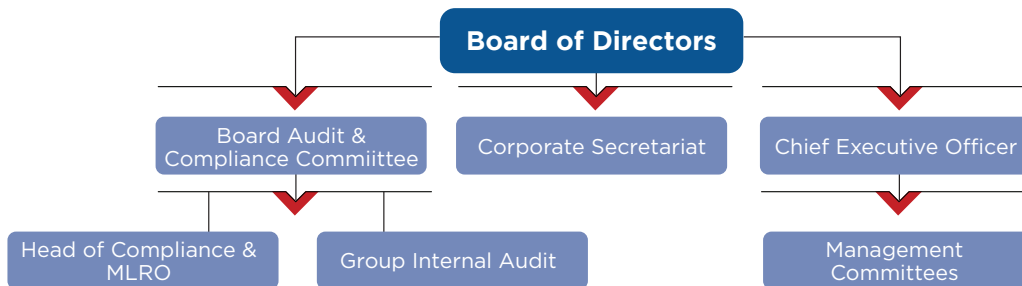 Board of Directors
Board Audit &
Compliance Commiittee
Corporate Secretariat
Chief Executive Officer
Head of Compliance &
MLRO
Group Internal Audit
Management
Committees